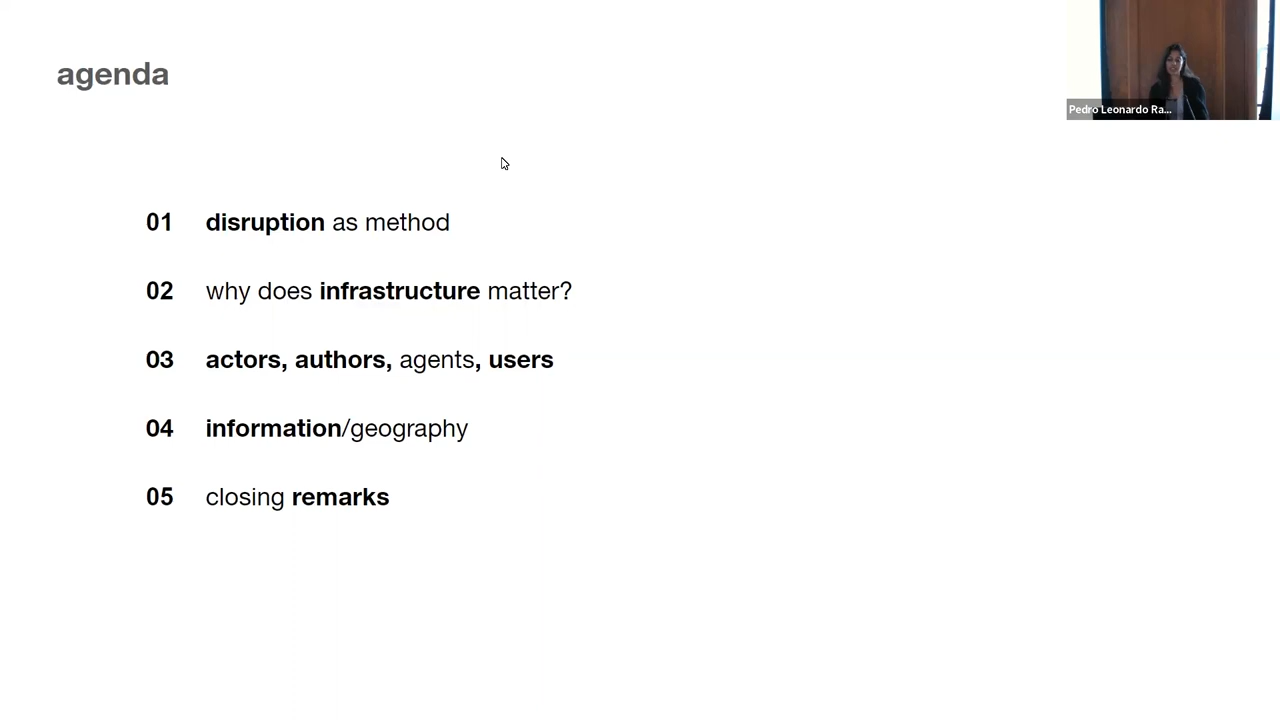 agenda
Pedro Leonardo Ra...
01 disruption as method
02 why does infrastructure matter?
03 actors, authors, agents, users
04 information/geography
05 closing remarks